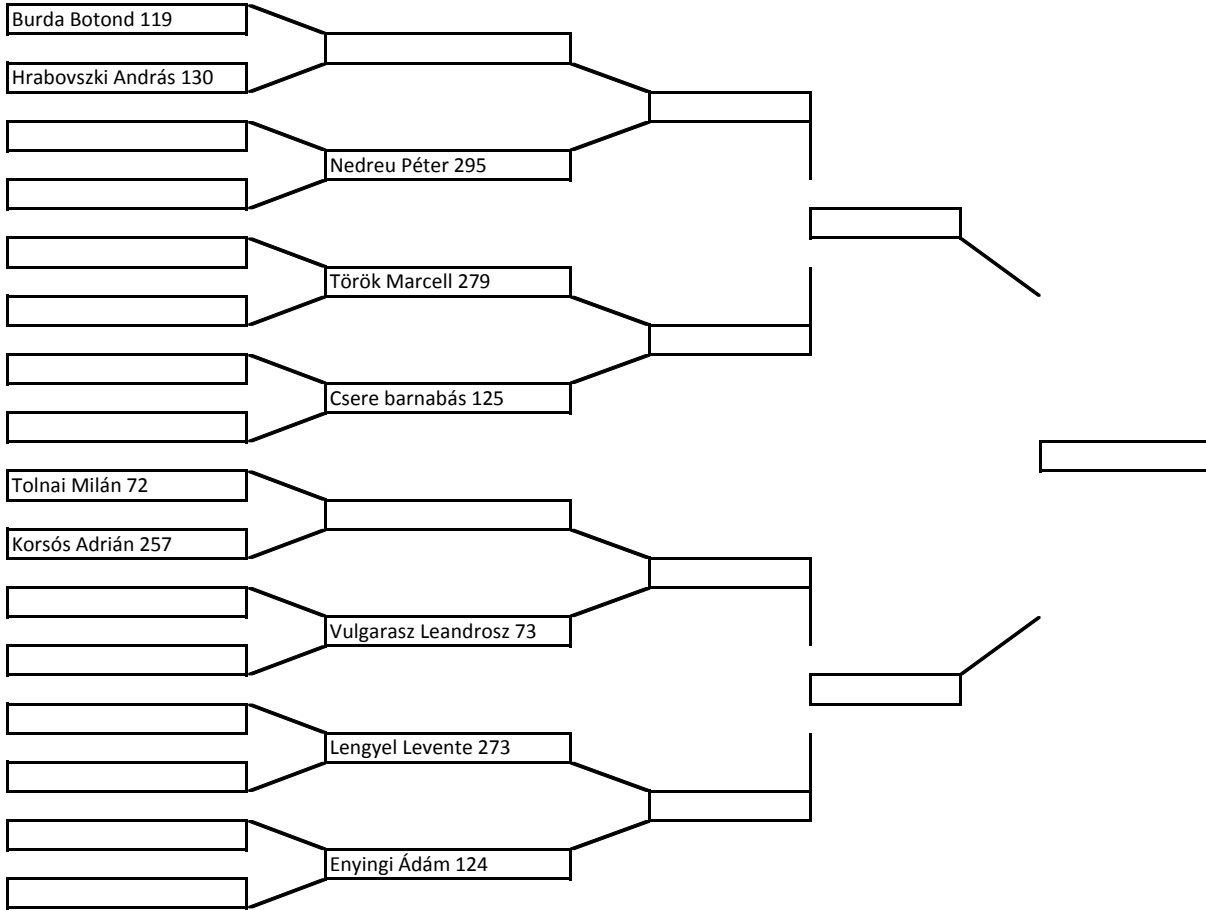 Burda Botond 119
Hrabovszki András 130
Nedreu Péter 295
Török Marcell 279
Csere barnabás 125
Tolnai Milán 72
Korsós Adrián 257
Vulgarasz Leandrosz 73
Lengyel Levente 273
Enyingi Ádám 124